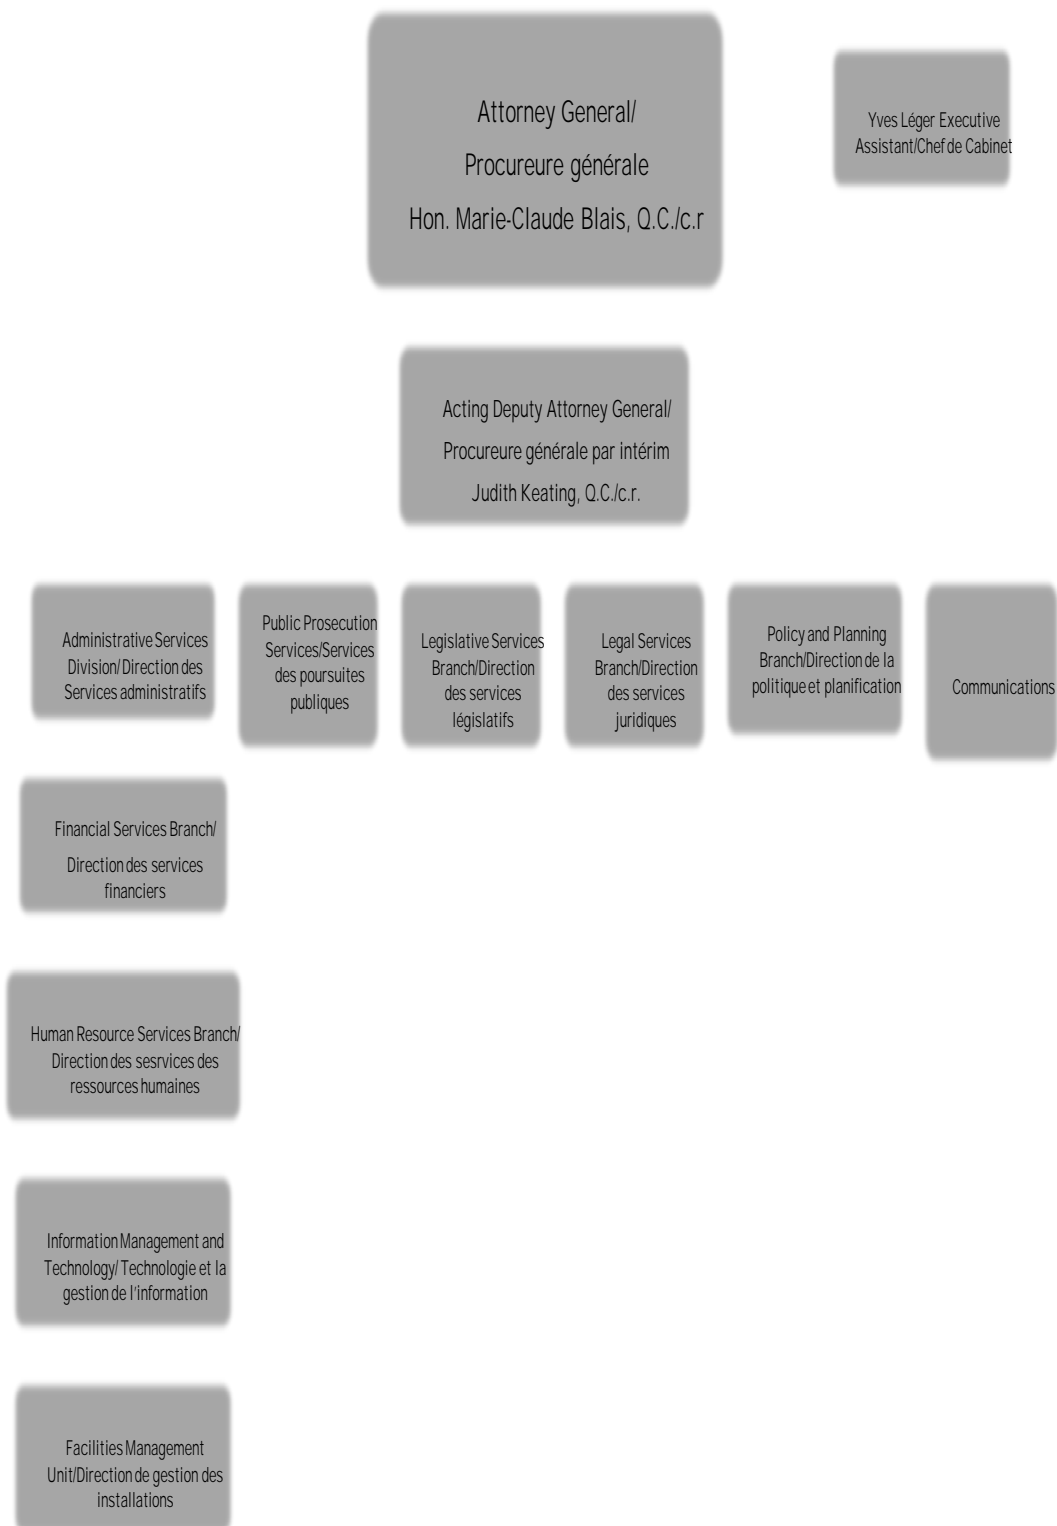 Attorney General/
Procureure générale
Hon. Marie-Claude Blais, Q.C./c.r
Yves Léger Executive
Assistant/Chef de Cabinet
Acting Deputy Attorney General/
Procureure générale par intérim
Judith Keating, Q.C./c.r.
Administrative Services
Division/ Direction des
Services administratifs
Public Prosecution
Services/Services
des poursuites
publiques
Legislative Services
Branch/Direction
des services
législatifs
Legal Services
Branch/Direction
des services
juridiques
Policy and Planning
Branch/Direction de la
politique et planification
Communications
Financial Services Branch/
Direction des services
financiers
Human Resource Services Branch/
Direction des sesrvices des
ressources humaines
Information Management and
Technology/ Technologie et la
gestion de l'information
Facilities Management
Unit/Direction de gestion des
installations